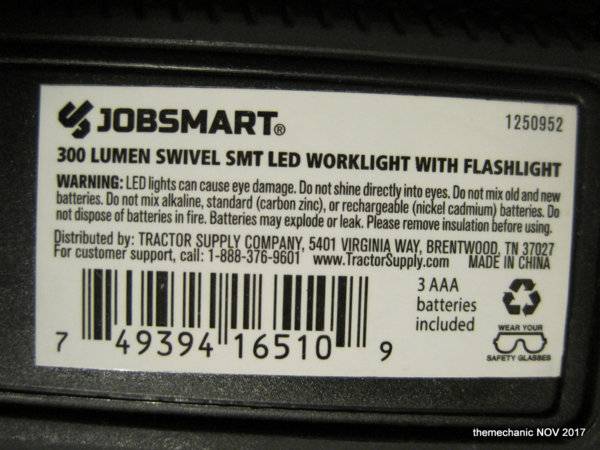 JOBSMART®
1250952
300 LUMEN SWIVEL SMT LED WORKLIGHT WITH FLASHLIGHT
WARNING: LED lights can cause eye damage. Do not shine directly into eyes. Do not mix old and new
batteries. Do not mix alkaline, standard (carbon zinc), or rechargeable (nickel cadmium) batteries. Do
not dispose of batteries in fire. Batteries may explode or leak. Please remove insulation before using.
Distributed by: TRACTOR SUPPLY COMPANY, 5401 VIRGINIA WAY, BRENTWOOD, TN 37027
For customer support, call: 1-888-376-9601 www.TractorSupply.com MADE IN CHINA
3 AAA
batteries
included
WEAR YOUR
SAFETY GLASSES
7 49394 16510 9
themechanic NOV 2017